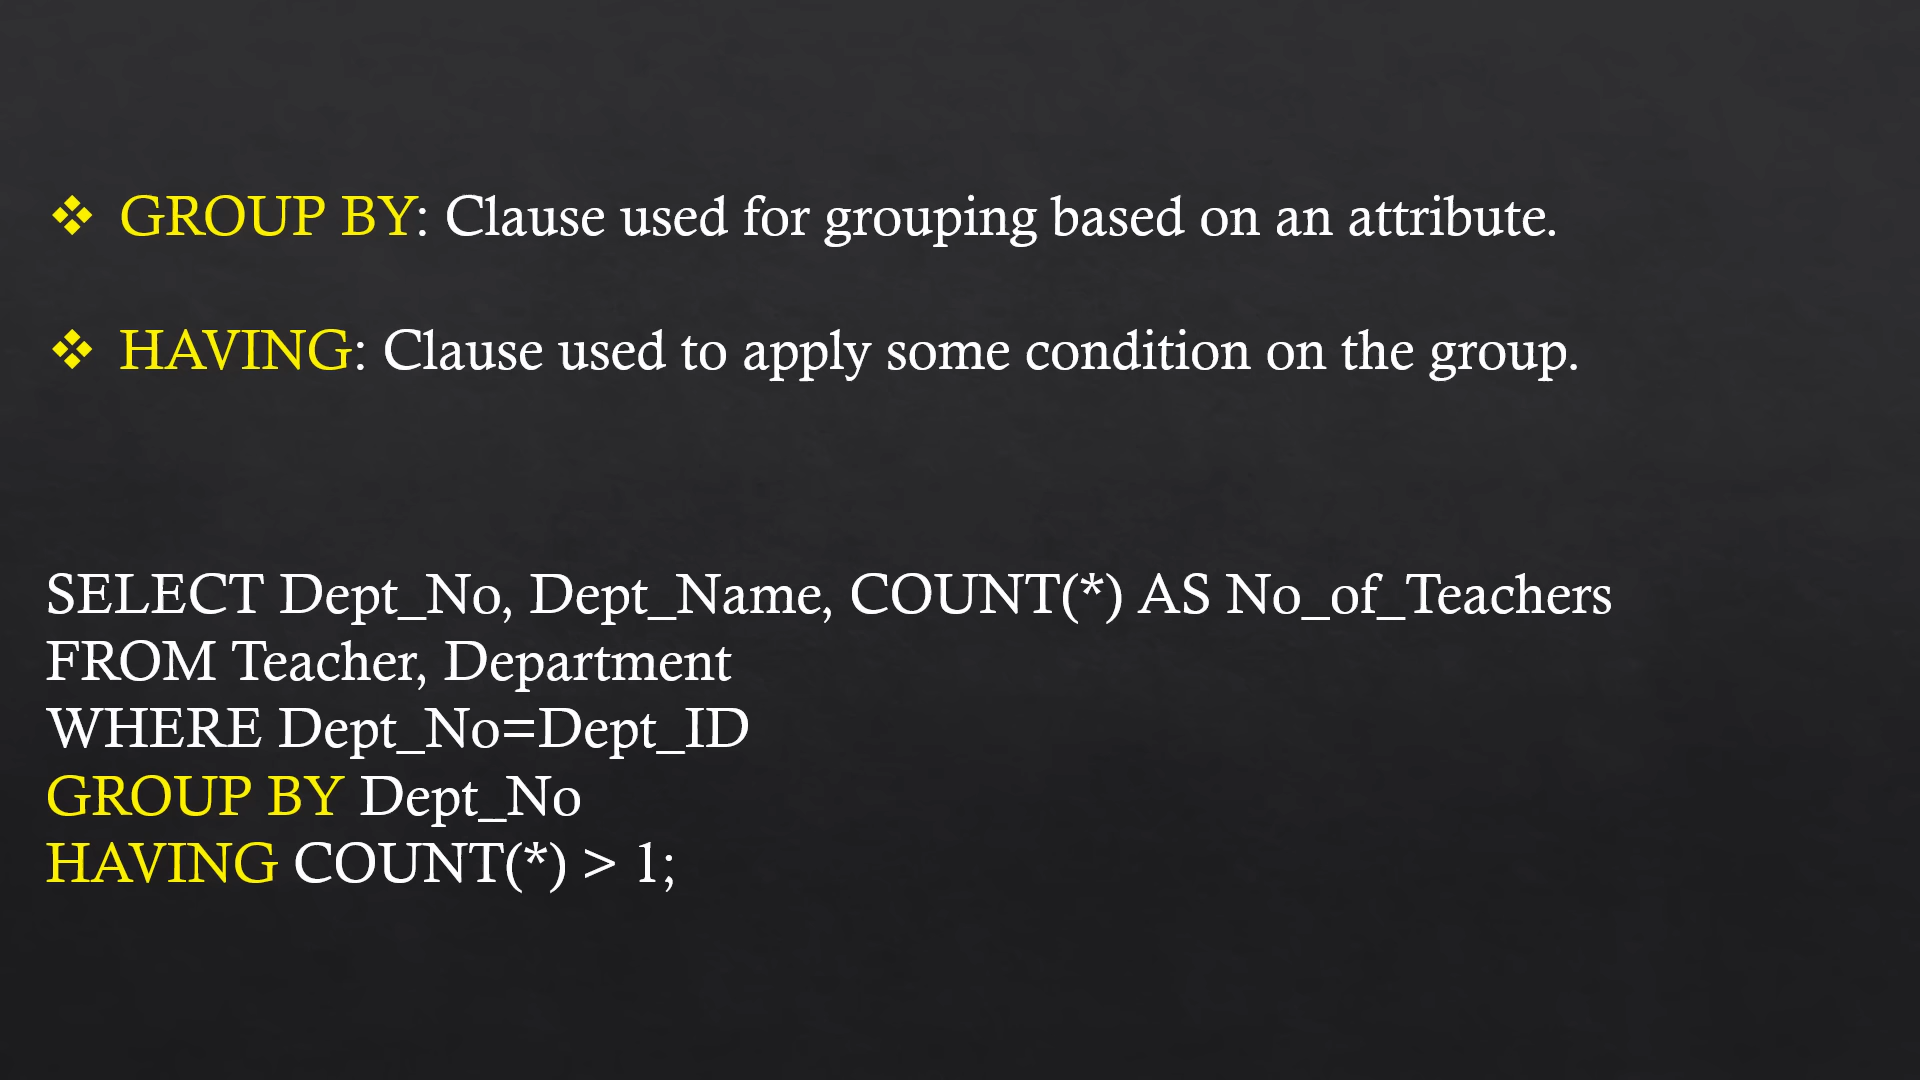 ❖ GROUP BY: Clause used for grouping based on an attribute.
❖ HAVING: Clause used to apply some condition on the group.
SELECT Dept_No, Dept_Name, COUNT(*) AS No_of_Teachers
FROM Teacher, Department
WHERE Dept_No=Dept_ID
GROUP BY Dept_No
HAVING COUNT(*) > 1;